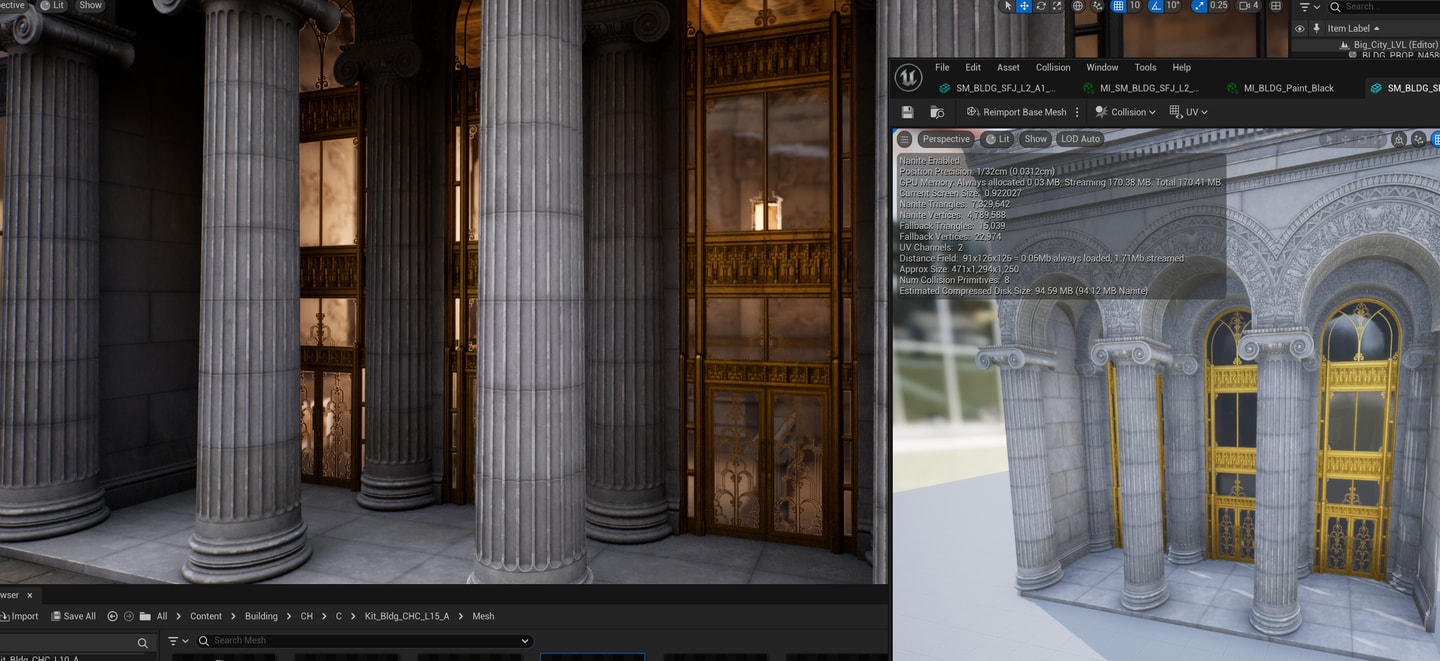 Lit Show
10 10° 0.25 4
Search...
Item Label
Big_City_LVL (Editor)
BLDG_PROP_N458
File Edit Asset Collision Window Tools Help
SM_BLDG_SFJ_L2_A1_... MI_SM_BLDG_SFJ_L2_... MI_BLDG_Paint_Black SM_BLDG_S
Reimport Base Mesh Collision UV
Perspective Lit Show LOD Auto
Nanite Enabled
Position Precision: 1/32cm (0.0312cm)
GPU Memory: Always allocated 0.03 MB. Streaming 170.38 MB. Total 170.41 MB.
Current Screen Size: 0.922027
Nanite Triangles: 7,329,642
Nanite Vertices: 4,789,588
Fallback Triangles: 15,039
Fallback Vertices: 22,974
UV Channels: 2
Distance Field: 91x126x126 = 0.05Mb always loaded, 1.71Mb streamed
Approx Size: 471x1,294x1,250
Num Collision Primitives: 8
Estimated Compressed Disk Size: 94.59 MB (94.12 MB Nanite)
wser
Import Save All All Content Building CH C Kit_Bldg_CHC_L15_A Mesh
Search Mesh
it_Bldg_CHC_L10_A